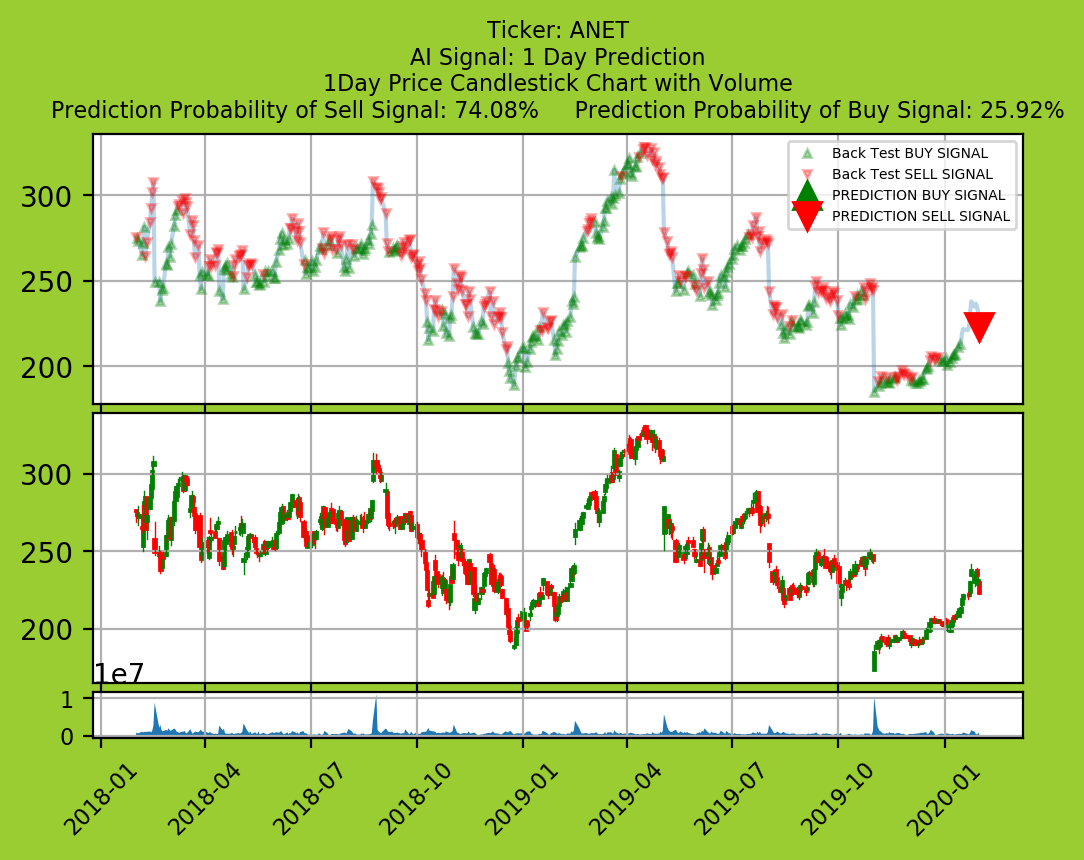 Ticker: ANET
AI Signal: 1 Day Prediction
1Day Price Candlestick Chart with Volume
Prediction Probability of Sell Signal: 74.08% Prediction Probability of Buy Signal: 25.92%
Back Test BUY SIGNAL
Back Test SELL SIGNAL
PREDICTION BUY SIGNAL
PREDICTION SELL SIGNAL
300
250
200
300
250
200
1e7
1
0
2018-01 2018-04 2018-07 2018-10 2019-01 2019-04 2019-07 2019-10 2020-01